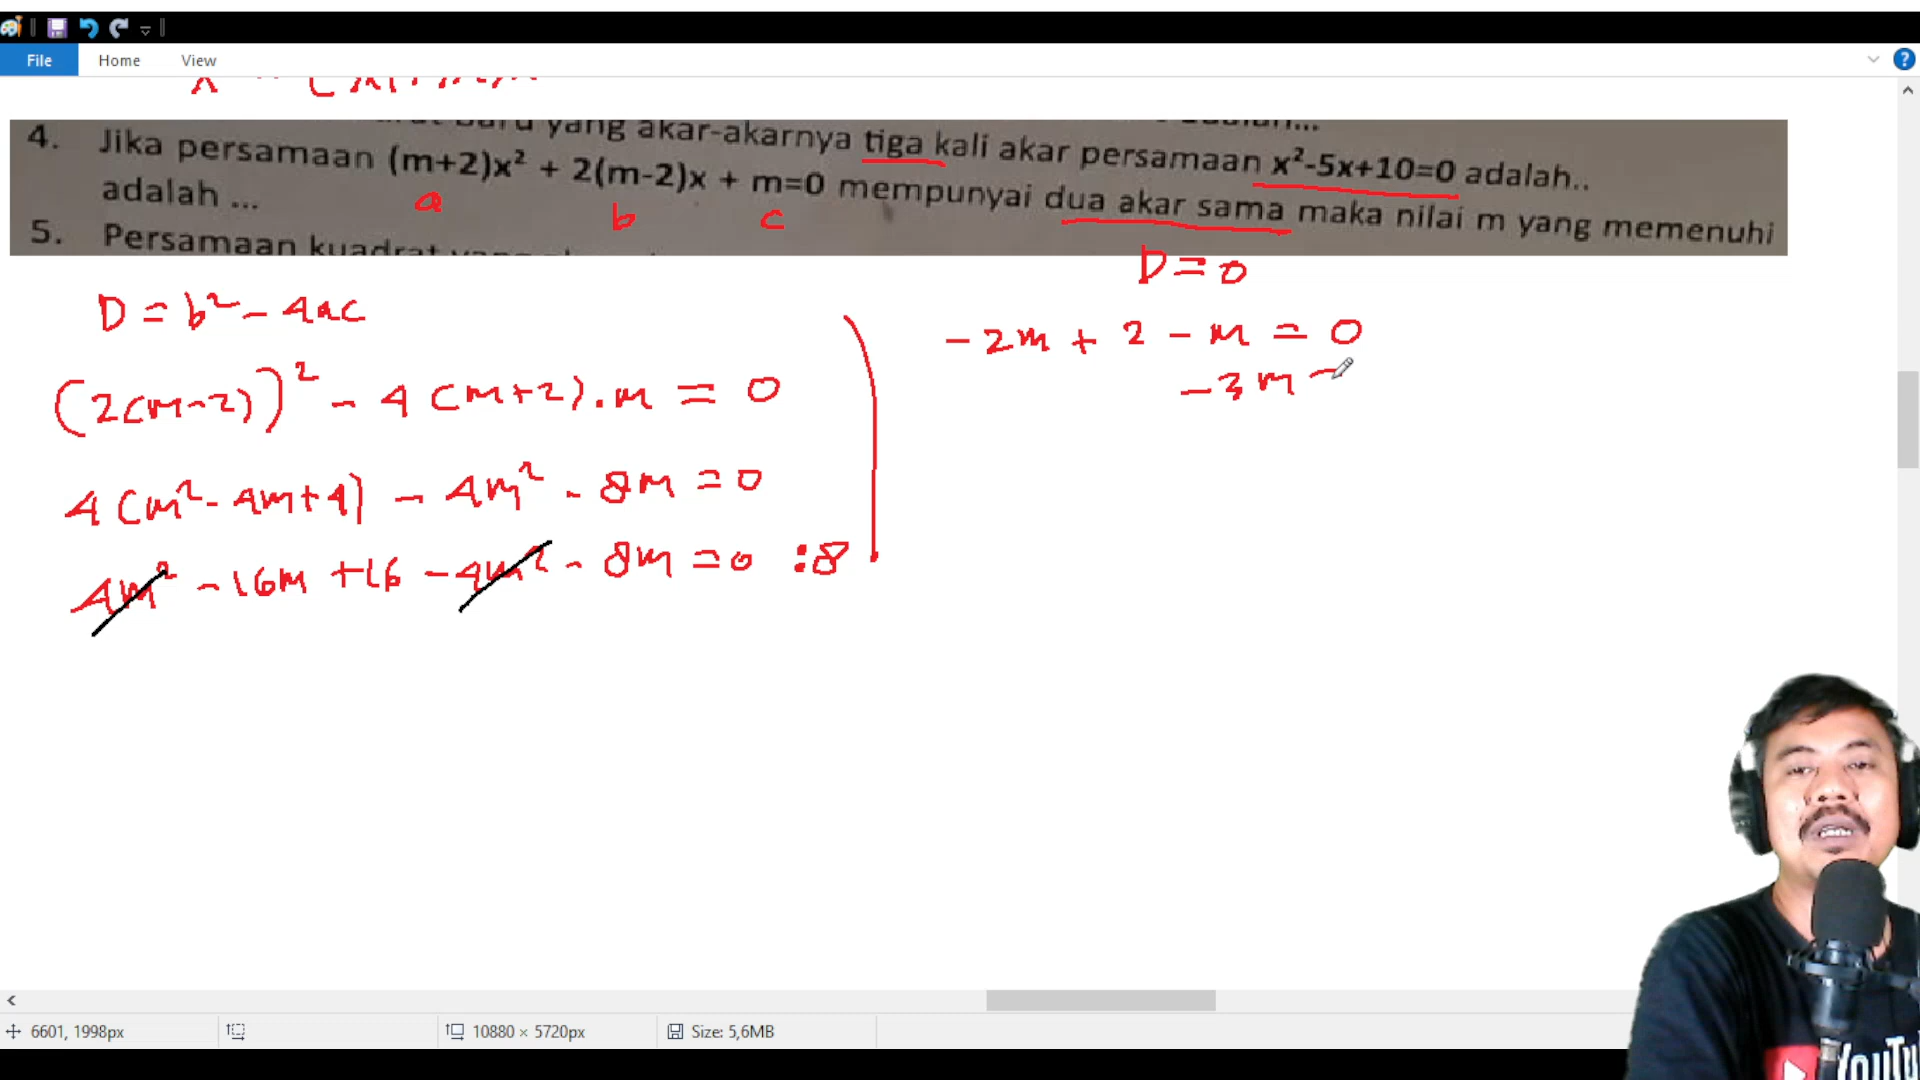 File Home View
yang akar-akarnya tiga kali akar persamaan x²-5x+10=0 adalah..
4. Jika persamaan (m+2)x² + 2(m-2)x + m=0 mempunyai dua akar sama maka nilai m yang memenuhi
adalah ...
a b c
5. Persamaan kuadrat
D = 0
D = b² - 4ac
(2(m-2))² - 4(m+2).m = 0
4(m² - 4m + 4) - 4m² - 8m = 0
4m² - 16m + 16 - 4m² - 8m = 0 :8
-2m + 2 - m = 0
-3m
6601, 1998px 10880 × 5720px Size: 5,6MB
YouTu